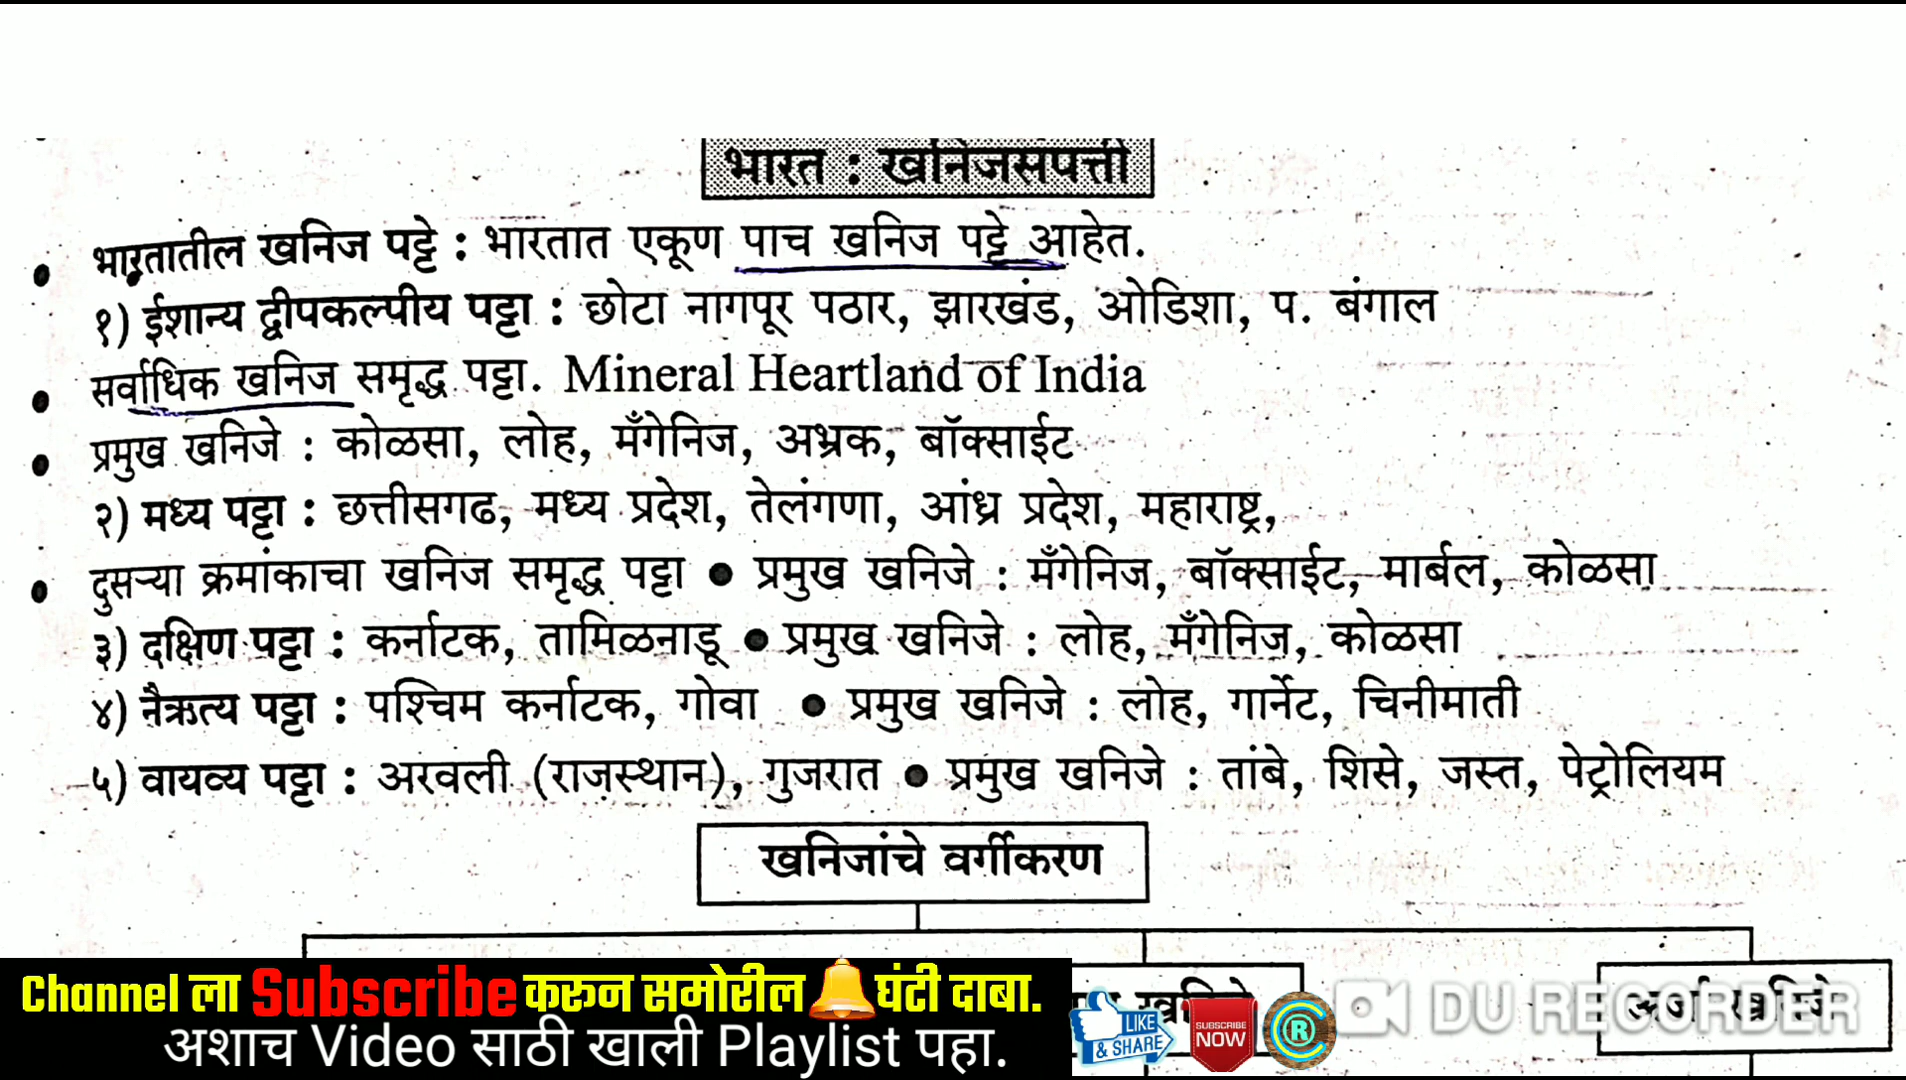 भारत : खनिजसंपत्ती
भारतातील खनिज पट्टे : भारतात एकूण पाच खनिज पट्टे आहेत.
१) ईशान्य द्वीपकल्पीय पट्टा : छोटा नागपूर पठार, झारखंड, ओडिशा, प. बंगाल
सर्वाधिक खनिज समृद्ध पट्टा. Mineral Heartland of India
प्रमुख खनिजे : कोळसा, लोह, मँगेनिज, अभ्रक, बॉक्साईट
२) मध्य पट्टा : छत्तीसगढ, मध्य प्रदेश, तेलंगणा, आंध्र प्रदेश, महाराष्ट्र,
दुसऱ्या क्रमांकाचा खनिज समृद्ध पट्टा ● प्रमुख खनिजे : मँगेनिज, बॉक्साईट, मार्बल, कोळसा
३) दक्षिण पट्टा : कर्नाटक, तामिळनाडू ● प्रमुख खनिजे : लोह, मँगेनिज, कोळसा
४) नैऋत्य पट्टा : पश्चिम कर्नाटक, गोवा ● प्रमुख खनिजे : लोह, गार्नेट, चिनीमाती
५) वायव्य पट्टा : अरवली (राजस्थान), गुजरात ● प्रमुख खनिजे : तांबे, शिसे, जस्त, पेट्रोलियम
खनिजांचे वर्गीकरण
खनिजे
ऊर्जा खनिजे
DU RECORDER
Channel ला Subscribe करून समोरील घंटी दाबा.
अशाच Video साठी खाली Playlist पहा.
LIKE
& SHARE
SUBSCRIBE
NOW
R